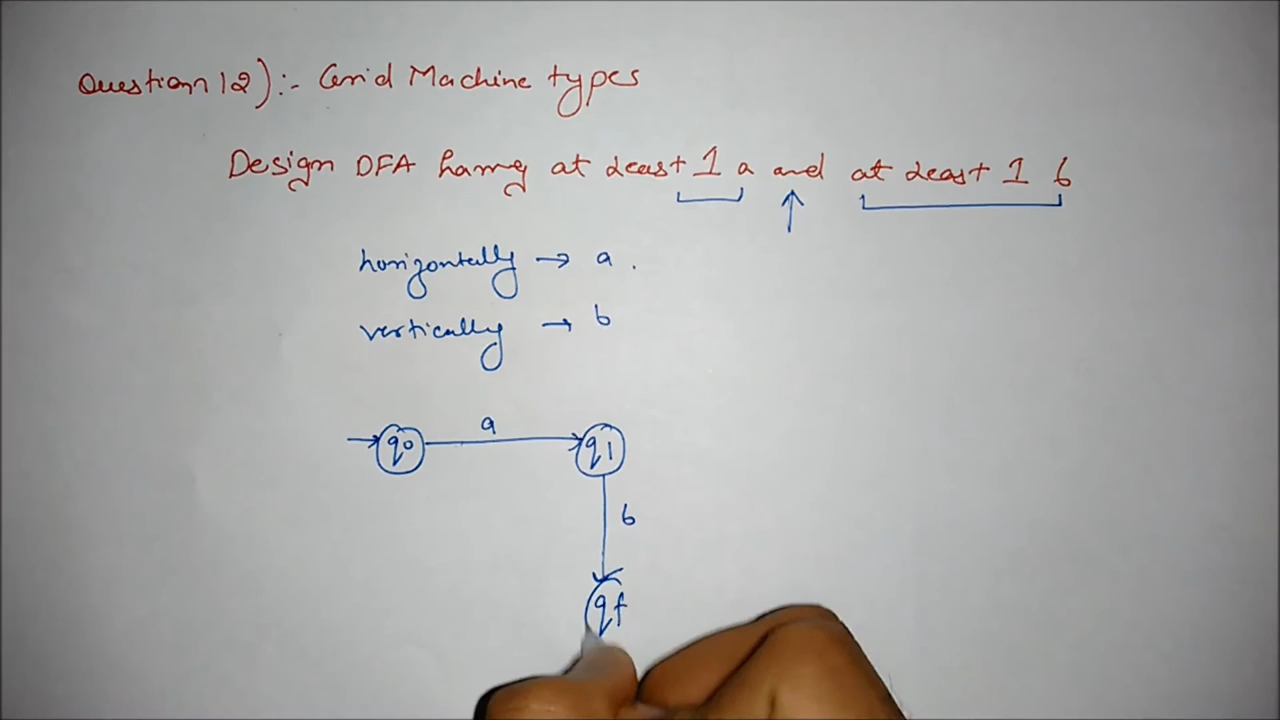 Question 12) :- Grid Machine types
Design DFA having at least 1 a and at least 1 b
horizontally → a .
vertically → b
q0 a q1
b
qf